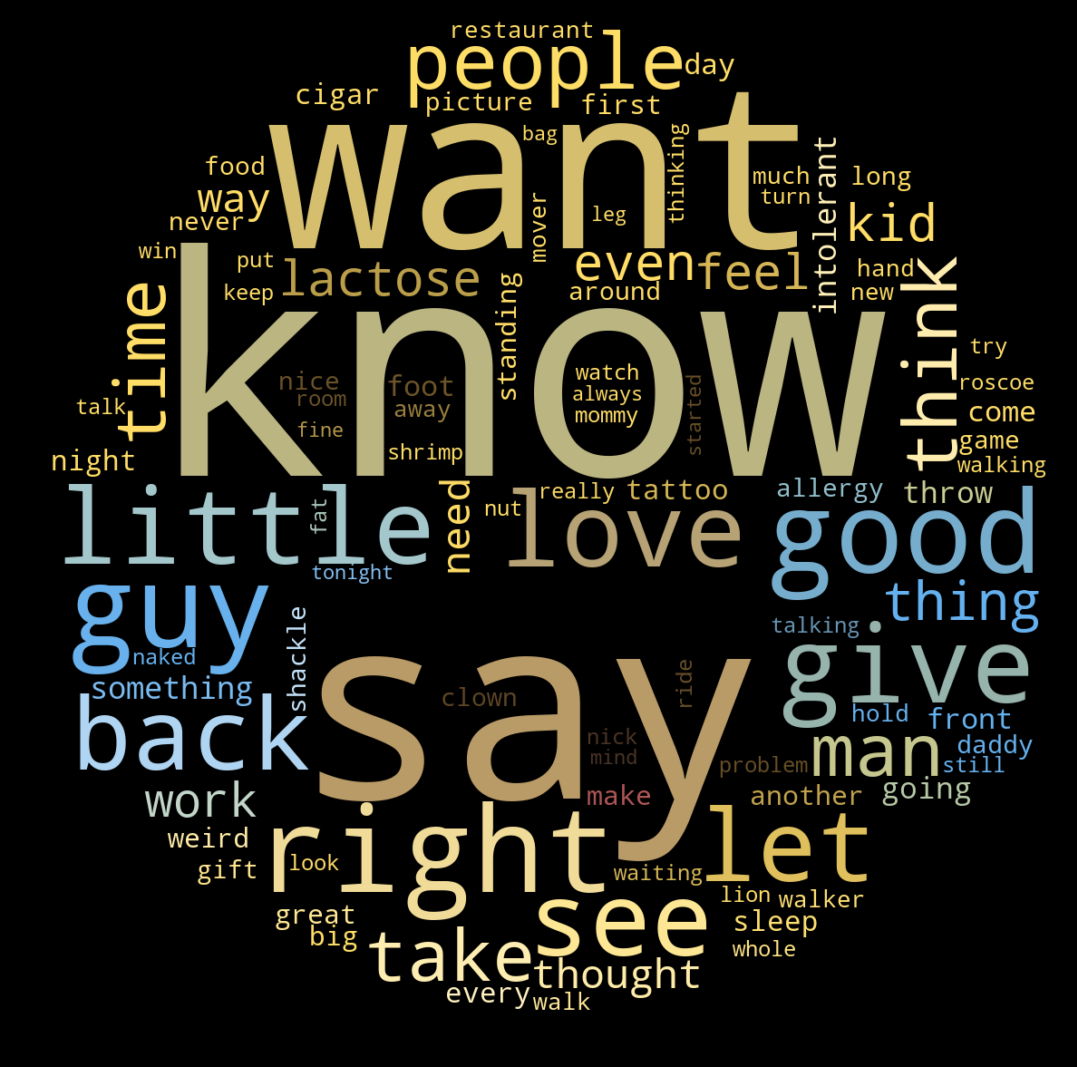 restaurant
people day
cigar picture first
want
bag
thinking
food
way
never
mover
leg
much
turn
intolerant
long
kid
win
put
keep
lactose
standing
even feel
around
hand
new
think
time
know
nice
room
fine
foot
away
shrimp
watch
always
mommy
started
try
roscoe
come
game
walking
talk
night
little
fat
tonight
need
nut
really tattoo
love
allergy throw
good
guy
naked
something
shackle
thing
talking
give
back
say
clown
ride
nick
mind
make
hold front
daddy
still
man
problem
another going
work
weird
gift
right
look
waiting
let
lion walker
sleep
whole
great
big
see
take
thought
every
walk